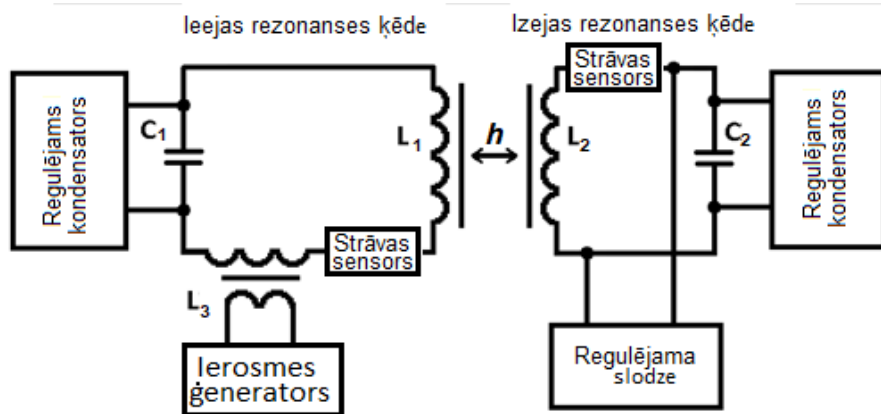 Ieejas rezonanses ķēde
Izejas rezonanses ķēde
Regulējams
kondensators
C1
L1
h
L2
Strāvas
sensors
C2
Regulējams
kondensators
Strāvas
sensors
L3
Ierosmes
ģenerators
Regulējama
slodze